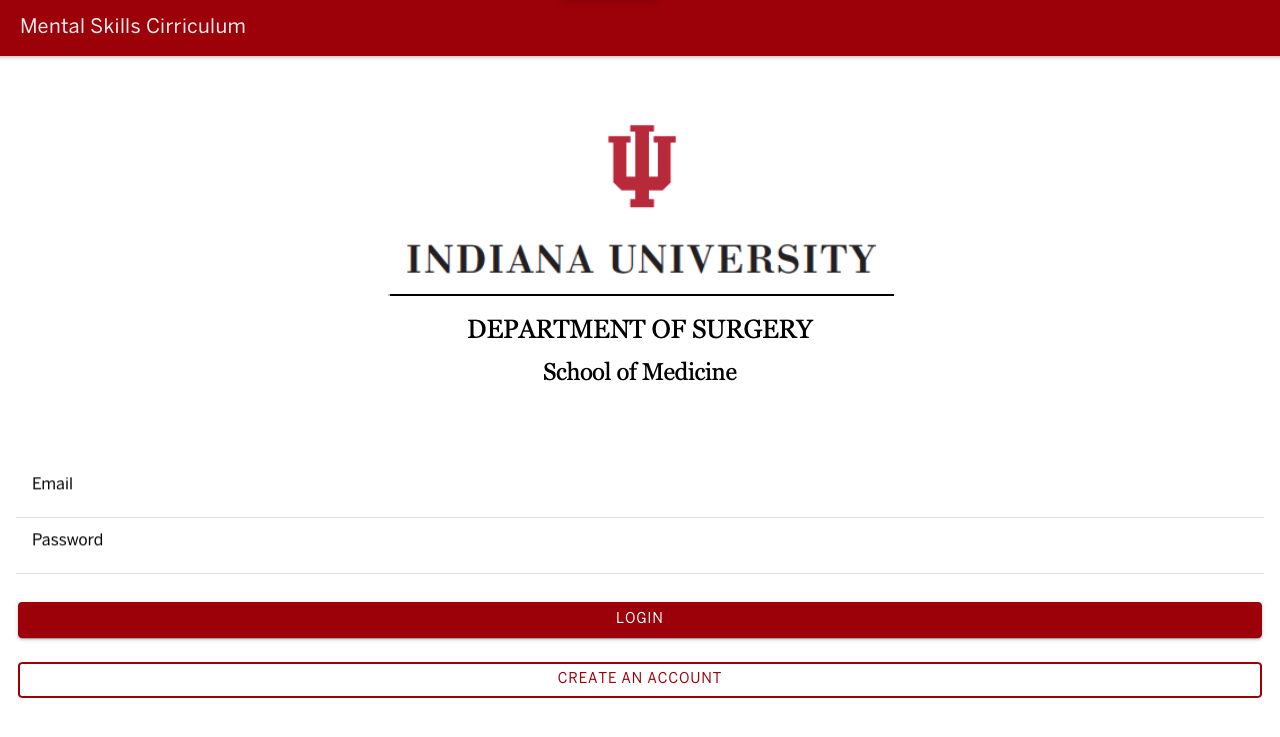 Mental Skills Cirriculum
INDIANA UNIVERSITY
DEPARTMENT OF SURGERY
School of Medicine
Email
Password
LOGIN
CREATE AN ACCOUNT